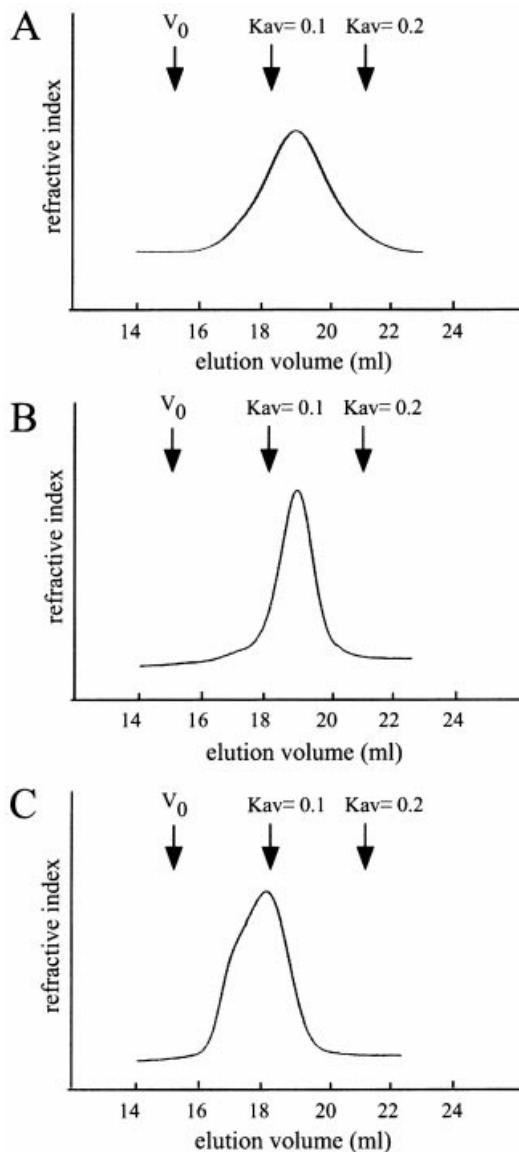 A
V0 Kav= 0.1 Kav= 0.2
refractive index
14 16 18 20 22 24
elution volume (ml)
B
V0 Kav= 0.1 Kav= 0.2
refractive index
14 16 18 20 22 24
elution volume (ml)
C
V0 Kav= 0.1 Kav= 0.2
refractive index
14 16 18 20 22 24
elution volume (ml)